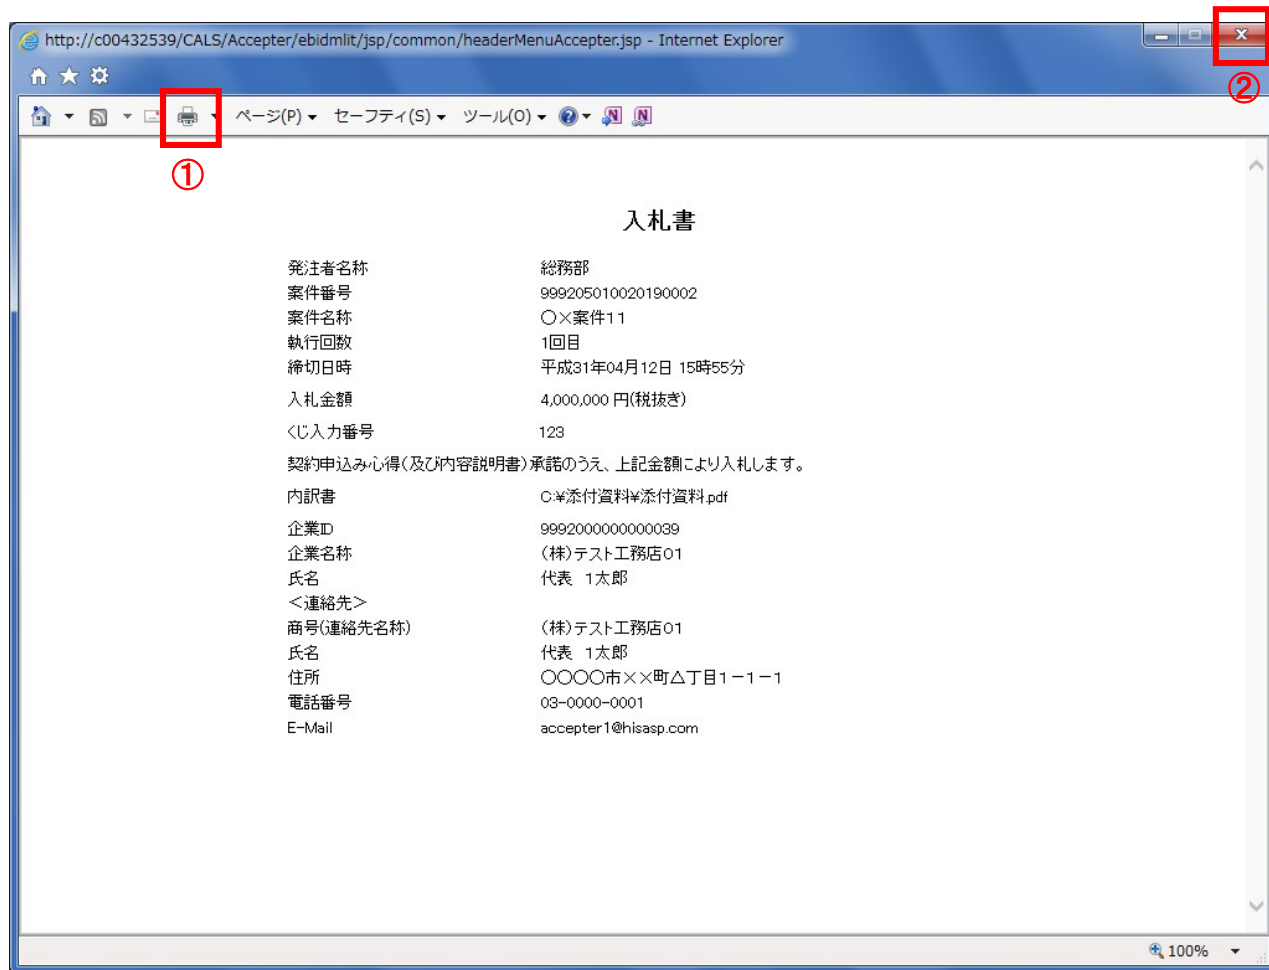 http://c00432539/CALS/Accepter/ebidmlit/jsp/common/headerMenuAccepter.jsp - Internet Explorer
②
ページ(P) セーフティ(S) ツール(O)
①
入札書
発注者名称 総務部
案件番号 999205010020190002
案件名称 〇×案件11
執行回数 1回目
締切日時 平成31年04月12日 15時55分
入札金額 4,000,000 円(税抜き)
くじ入力番号 123
契約申込み心得(及び内容説明書)承諾のうえ、上記金額により入札します。
内訳書 C:¥添付資料¥添付資料.pdf
企業ID 9992000000000039
企業名称 (株)テスト工務店01
氏名 代表 1太郎
<連絡先>
商号(連絡先名称) (株)テスト工務店01
氏名 代表 1太郎
住所 〇〇〇〇市××町△丁目1-1-1
電話番号 03-0000-0001
E-Mail accepter1@hisasp.com
100%